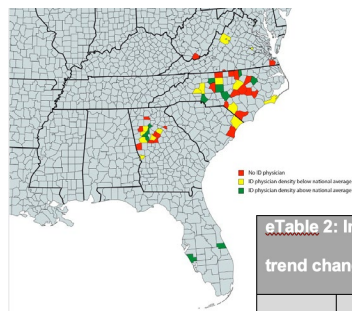 No ID physician
ID physician density below national average
ID physician density above national average
eTable 2: In
trend chan